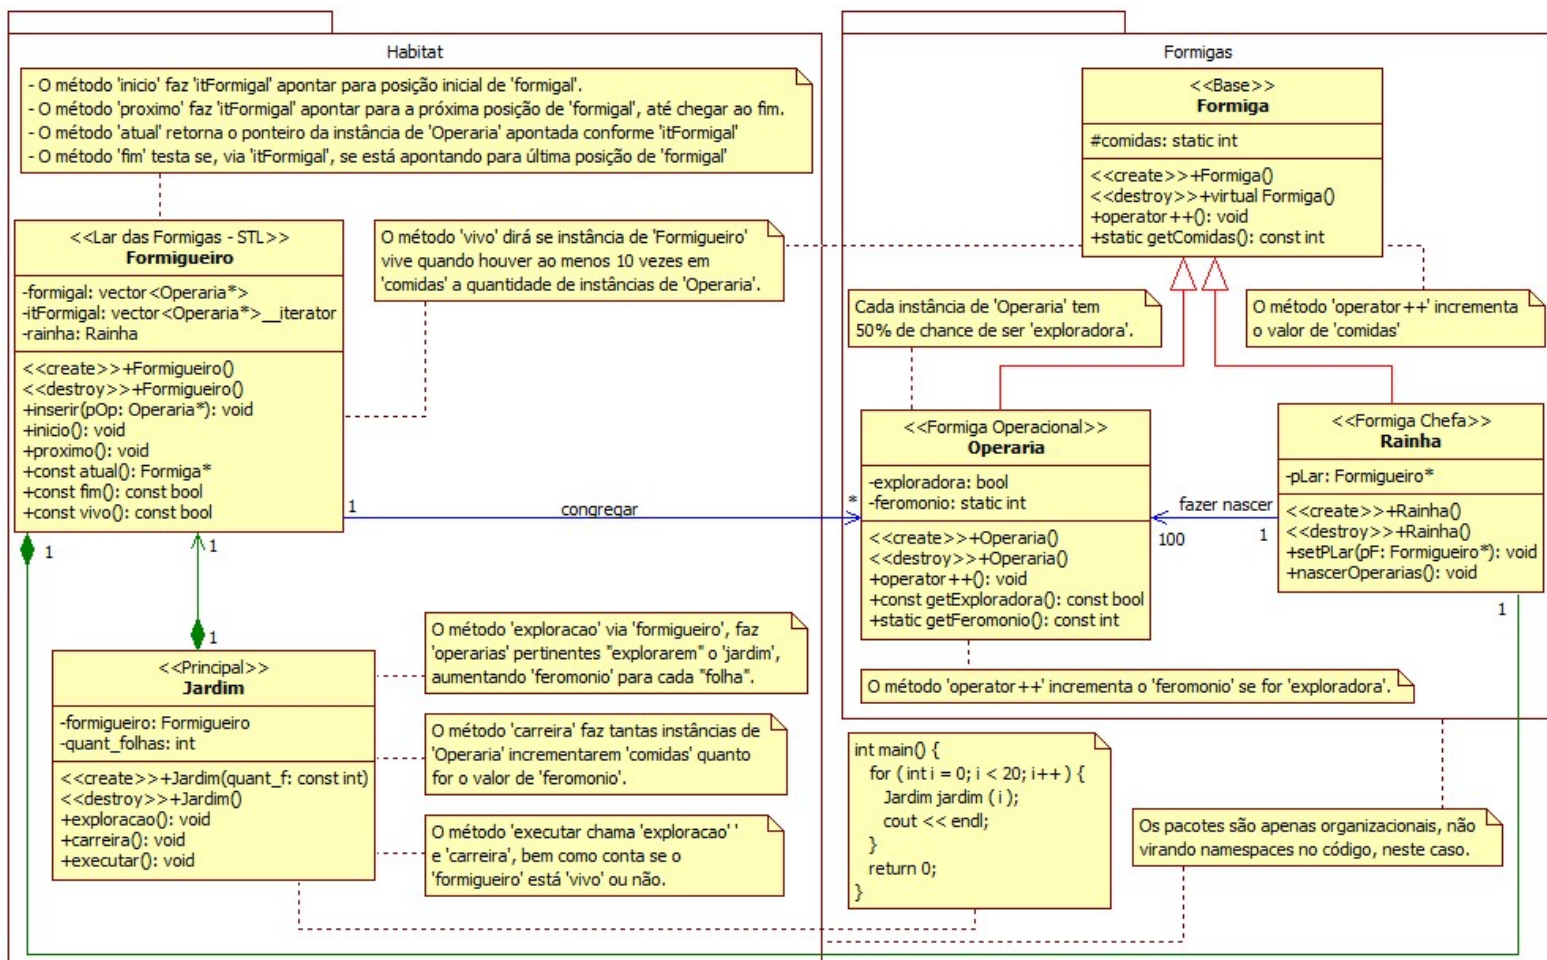 Habitat
- O método 'inicio' faz 'itFormigal' apontar para posição inicial de 'formigal'.
- O método 'proximo' faz 'itFormigal' apontar para a próxima posição de 'formigal', até chegar ao fim.
- O método 'atual' retorna o ponteiro da instância de 'Operaria' apontada conforme 'itFormigal'
- O método 'fim' testa se, via 'itFormigal', se está apontando para última posição de 'formigal'
<<Lar das Formigas - STL>>
Formigueiro
-formigal: vector<Operaria*>
-itFormigal: vector<Operaria*>__iterator
-rainha: Rainha
<<create>>+Formigueiro()
<<destroy>>+Formigueiro()
+inserir(pOp: Operaria*): void
+inicio(): void
+proximo(): void
+const atual(): Formiga*
+const fim(): const bool
+const vivo(): const bool
O método 'vivo' dirá se instância de 'Formigueiro'
vive quando houver ao menos 10 vezes em
'comidas' a quantidade de instâncias de 'Operaria'.
1
congregar
*
1
1
1
<<Principal>>
Jardim
-formigueiro: Formigueiro
-quant_folhas: int
<<create>>+Jardim(quant_f: const int)
<<destroy>>+Jardim()
+exploracao(): void
+carreira(): void
+executar(): void
O método 'exploracao' via 'formigueiro', faz
'operarias' pertinentes "explorarem" o 'jardim',
aumentando 'feromonio' para cada "folha".
O método 'carreira' faz tantas instâncias de
'Operaria' incrementarem 'comidas' quanto
for o valor de 'feromonio'.
O método 'executar chama 'exploracao' '
e 'carreira', bem como conta se o
'formigueiro' está 'vivo' ou não.
Formigas
<<Base>>
Formiga
#comidas: static int
<<create>>+Formiga()
<<destroy>>+virtual Formiga()
+operator++(): void
+static getComidas(): const int
Cada instância de 'Operaria' tem
50% de chance de ser 'exploradora'.
O método 'operator++' incrementa
o valor de 'comidas'
<<Formiga Operacional>>
Operaria
-exploradora: bool
-feromonio: static int
<<create>>+Operaria()
<<destroy>>+Operaria()
+operator++(): void
+const getExploradora(): const bool
+static getFeromonio(): const int
fazer nascer
100
1
<<Formiga Chefa>>
Rainha
-pLar: Formigueiro*
<<create>>+Rainha()
<<destroy>>+Rainha()
+setPLar(pF: Formigueiro*): void
+nascerOperarias(): void
1
O método 'operator++' incrementa o 'feromonio' se for 'exploradora'.
int main() {
for ( int i = 0; i < 20; i++ ) {
Jardim jardim ( i );
cout << endl;
}
return 0;
}
Os pacotes são apenas organizacionais, não
virando namespaces no código, neste caso.